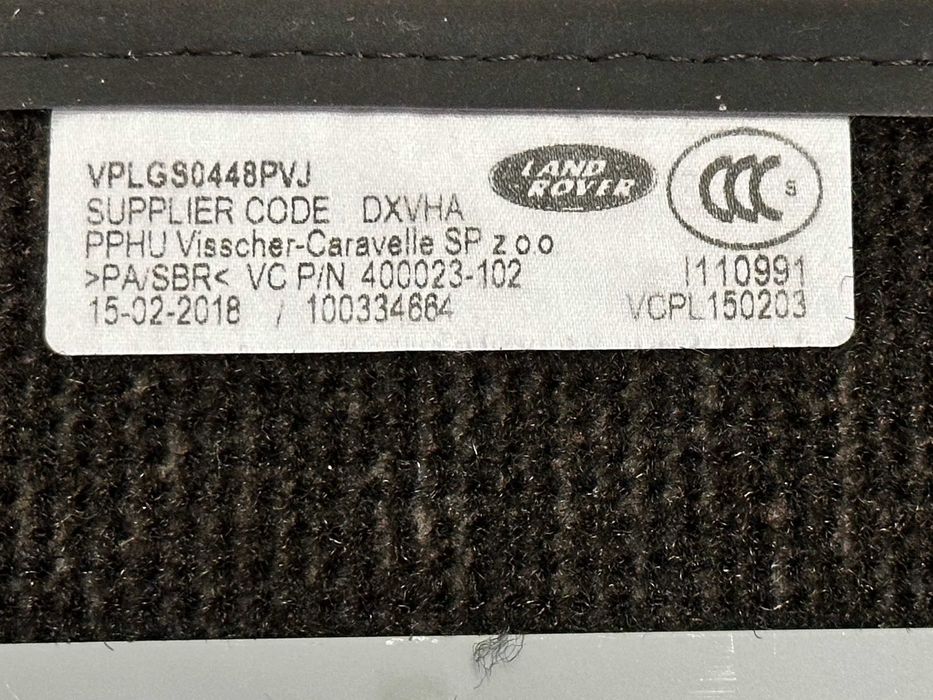 VPLGS0448PVJ
LAND
ROVER
CCC S
SUPPLIER CODE DXVHA
PPHU Visscher-Caravelle SP z.o.o
>PA/SBR< VC P/N 400023-102
I110991
15-02-2018 / 100334664
VCPL150203